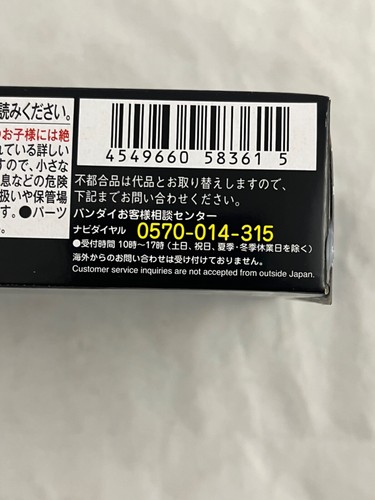 読みください。
のお子様には絶
れている詳しい
すので、小さな
息などの危険
扱いや保管場
す。●パーツ
。
4549660 58361 5
不都合品は代品とお取り替えしますので、
下記までお問い合わせください。
バンダイお客様相談センター
ナビダイヤル 0570-014-315
●受付時間 10時〜17時(土日、祝日、夏季・冬季休業日を除く)
海外からのお問い合わせは受け付けておりません。
Customer service inquiries are not accepted from outside Japan.